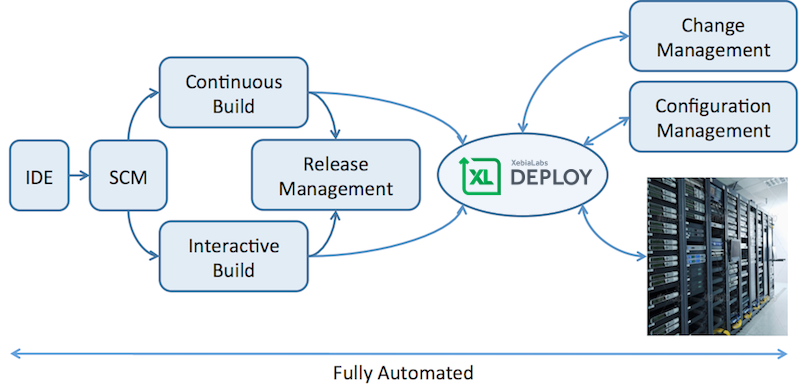 IDE
SCM
Continuous
Build
Interactive
Build
Release
Management
XL
XebiaLabs
DEPLOY
Change
Management
Configuration
Management
Fully Automated